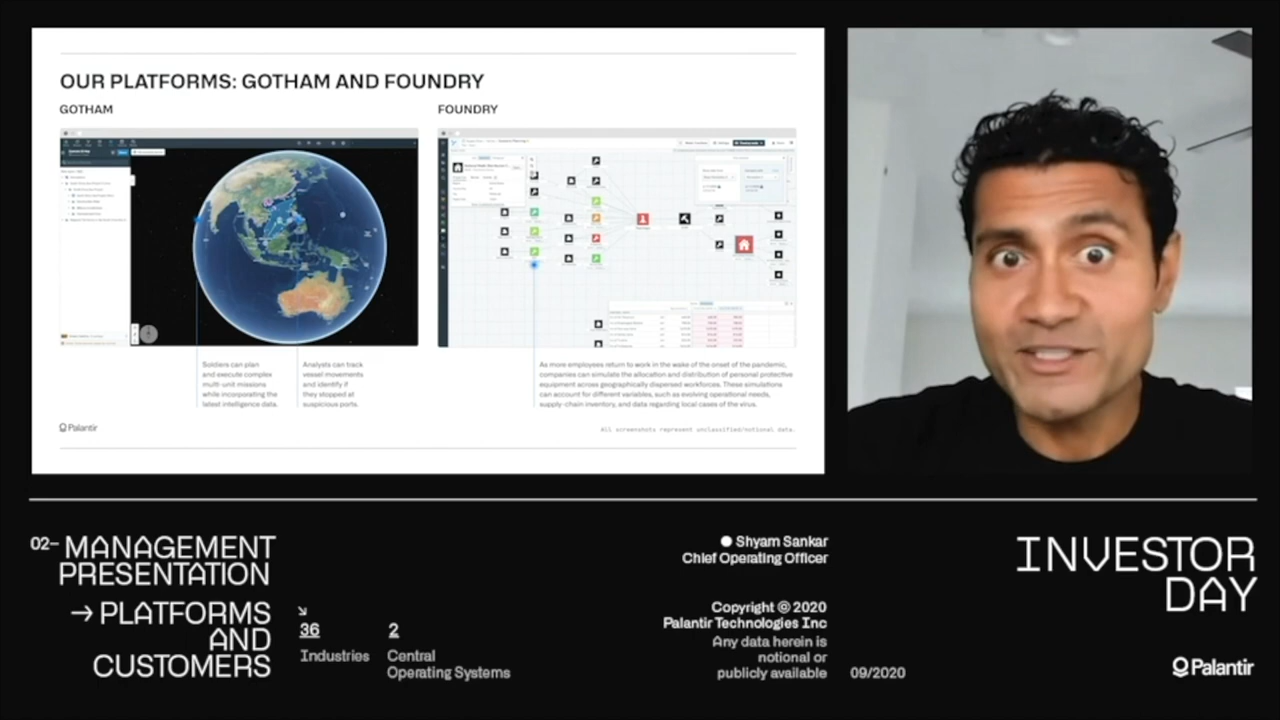 OUR PLATFORMS: GOTHAM AND FOUNDRY
GOTHAM
FOUNDRY
Soldiers can plan
and execute complex
multi-unit missions
while incorporating the
latest intelligence data.
Analysts can track
vessel movements
and identify if
they stopped at
suspicious ports.
As more employees return to work in the wake of the onset of the pandemic,
companies can simulate the allocation and distribution of personal protective
equipment across geographically dispersed workforces. These simulations
can account for different variables, such as evolving operational needs,
supply-chain inventory, and data regarding local cases of the virus.
Palantir
All screenshots represent unclassified/notional data.
02– MANAGEMENT
PRESENTATION
→ PLATFORMS
AND
CUSTOMERS
↘
36
Industries
2
Central
Operating Systems
Shyam Sankar
Chief Operating Officer
Copyright © 2020
Palantir Technologies Inc
Any data herein is
notional or
publicly available
09/2020
INVESTOR
DAY
Palantir